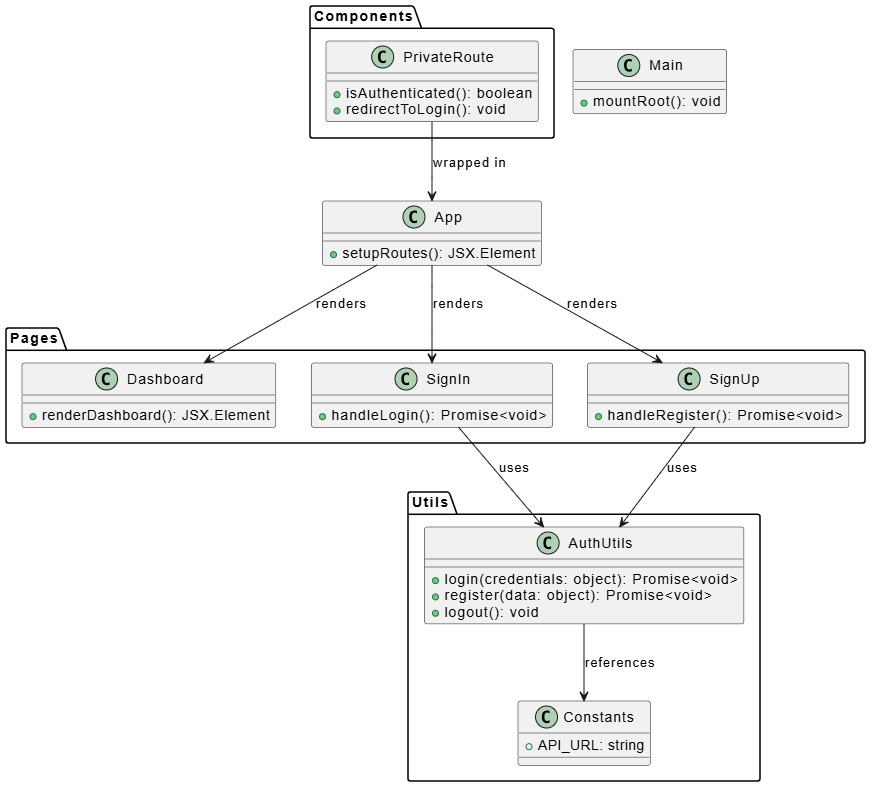 Components
C PrivateRoute
isAuthenticated(): boolean
redirectToLogin(): void
C Main
mountRoot(): void
wrapped in
C App
setupRoutes(): JSX.Element
renders
renders
renders
Pages
C Dashboard
renderDashboard(): JSX.Element
C SignIn
handleLogin(): Promise<void>
C SignUp
handleRegister(): Promise<void>
uses
uses
Utils
C AuthUtils
login(credentials: object): Promise<void>
register(data: object): Promise<void>
logout(): void
references
C Constants
API_URL: string